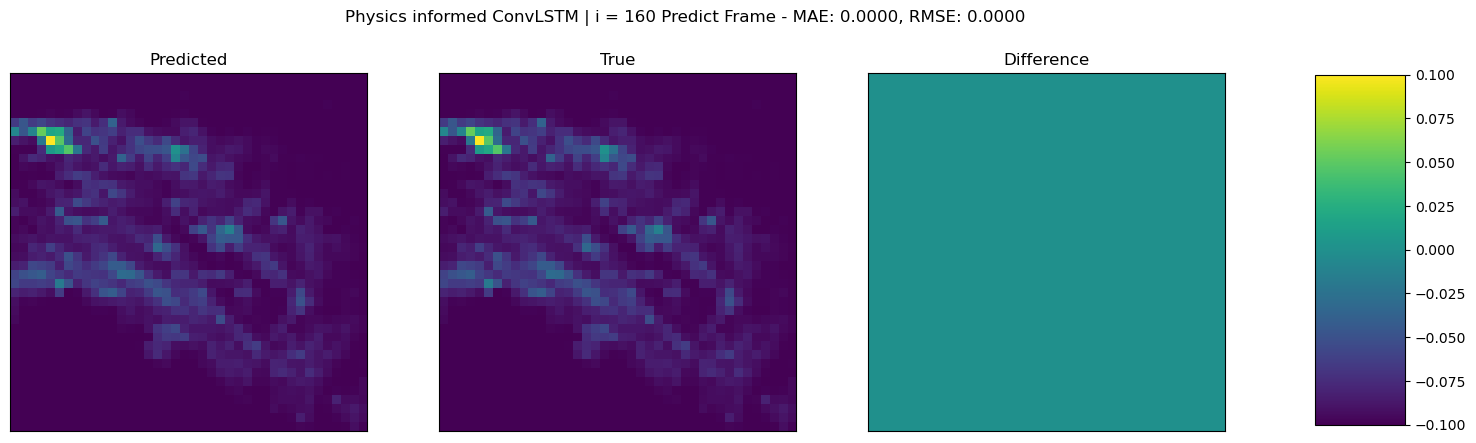 Physics informed ConvLSTM | i = 160 Predict Frame - MAE: 0.0000, RMSE: 0.0000
Predicted
True
Difference
0.100
0.075
0.050
0.025
0.000
−0.025
−0.050
−0.075
−0.100